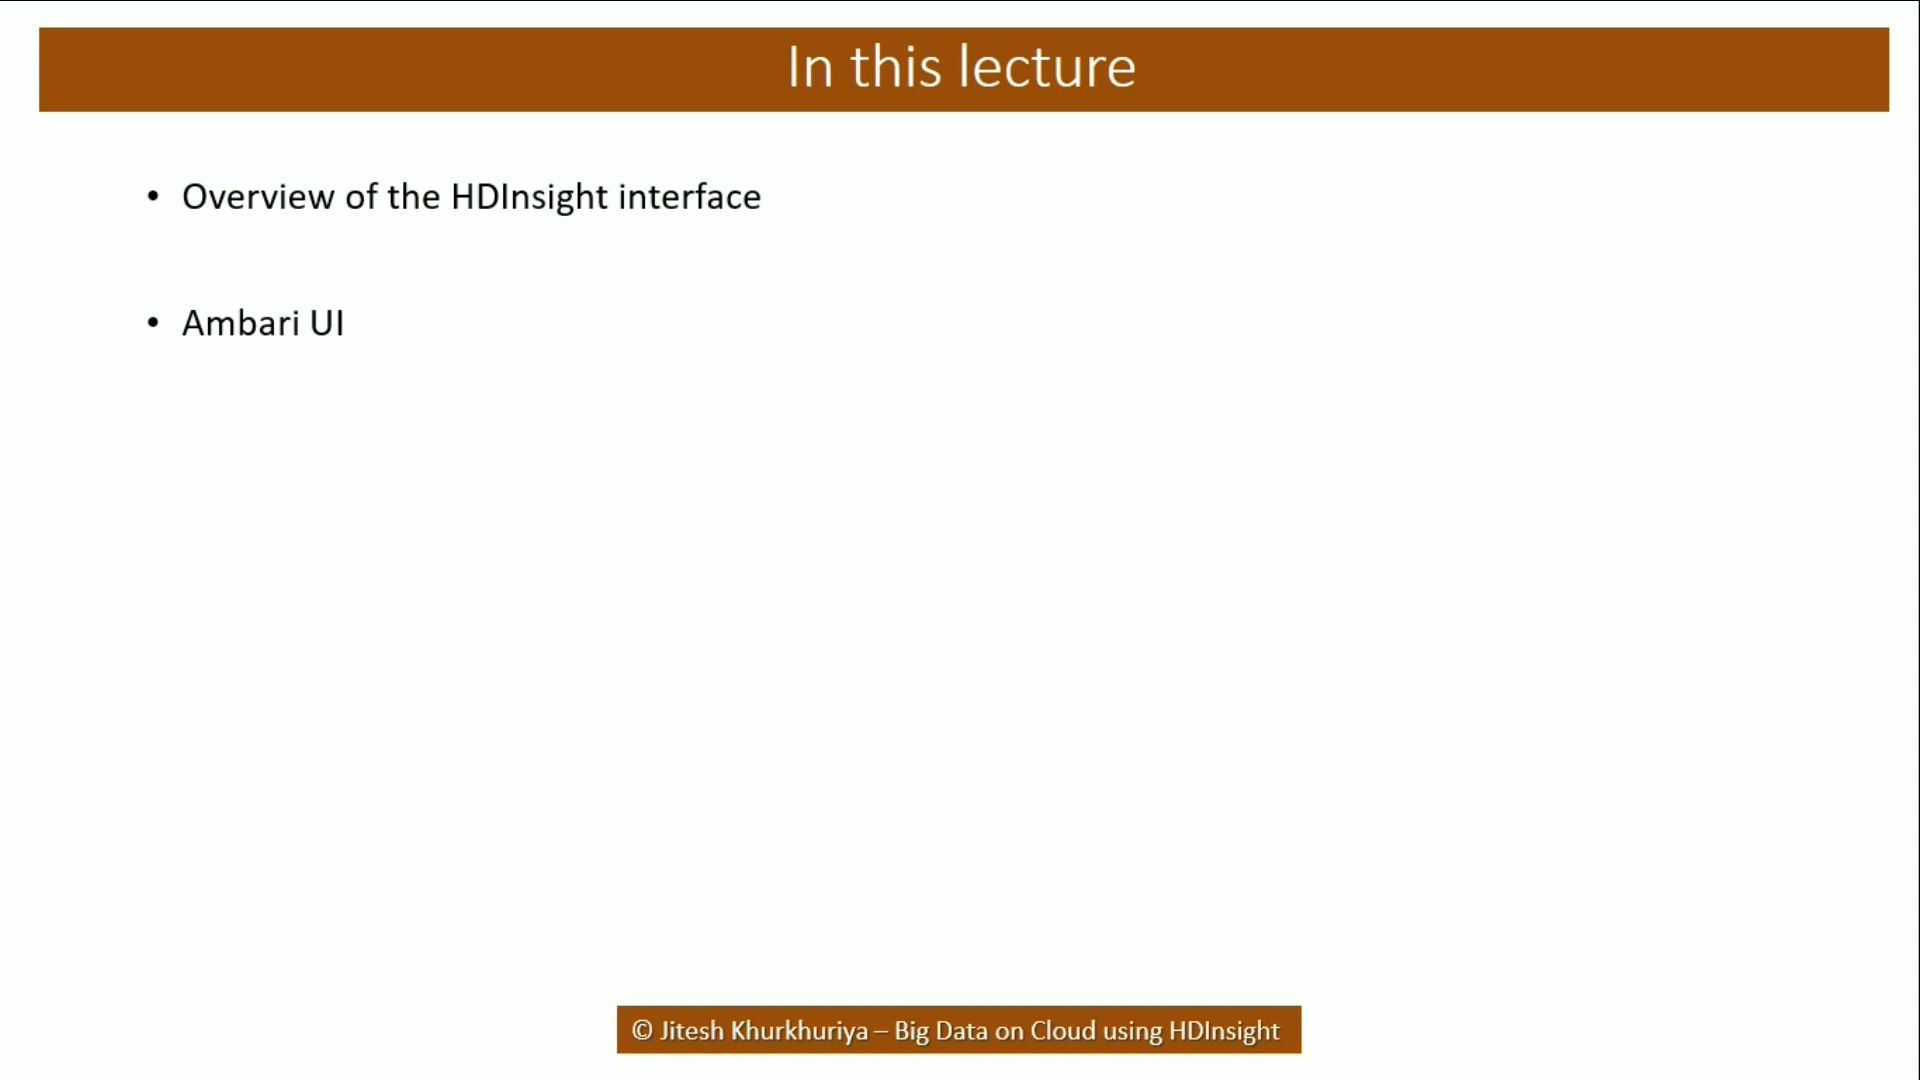 In this lecture
• Overview of the HDInsight interface
• Ambari UI
© Jitesh Khurkhuriya – Big Data on Cloud using HDInsight